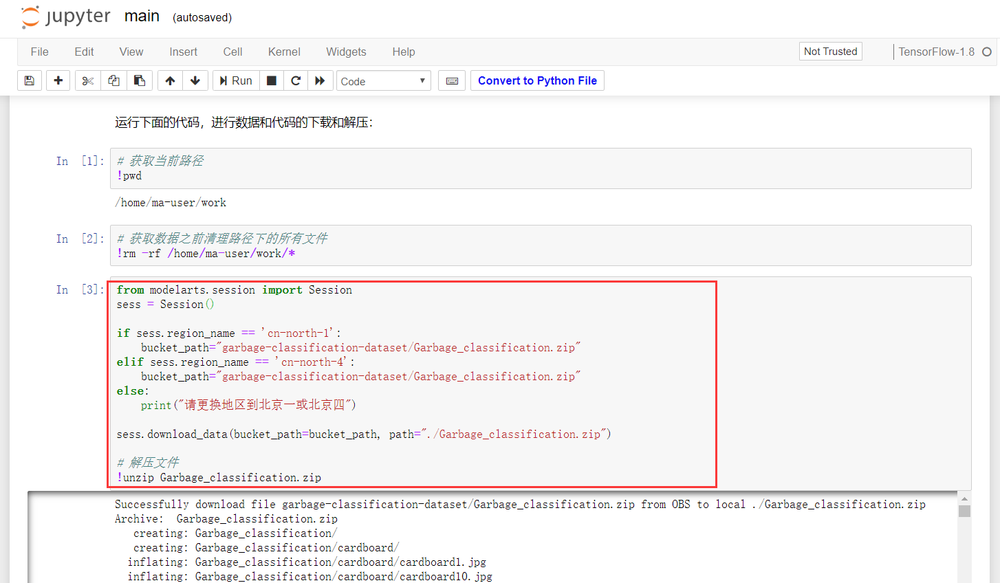 jupyter main (autosaved)
File Edit View Insert Cell Kernel Widgets Help Not Trusted TensorFlow-1.8
Run Code Convert to Python File
运行下面的代码，进行数据和代码的下载和解压：
In [1]: # 获取当前路径
!pwd
/home/ma-user/work
In [2]: # 获取数据之前清理路径下的所有文件
!rm -rf /home/ma-user/work/*
In [3]: from modelarts.session import Session
sess = Session()
if sess.region_name == 'cn-north-1':
    bucket_path="garbage-classification-dataset/Garbage_classification.zip"
elif sess.region_name == 'cn-north-4':
    bucket_path="garbage-classification-dataset/Garbage_classification.zip"
else:
    print("请更换地区到北京一或北京四")
sess.download_data(bucket_path=bucket_path, path="./Garbage_classification.zip")
# 解压文件
!unzip Garbage_classification.zip
Successfully download file garbage-classification-dataset/Garbage_classification.zip from OBS to local ./Garbage_classification.zip
Archive:  Garbage_classification.zip
   creating: Garbage_classification/
   creating: Garbage_classification/cardboard/
  inflating: Garbage_classification/cardboard/cardboard1.jpg
  inflating: Garbage_classification/cardboard/cardboard10.jpg